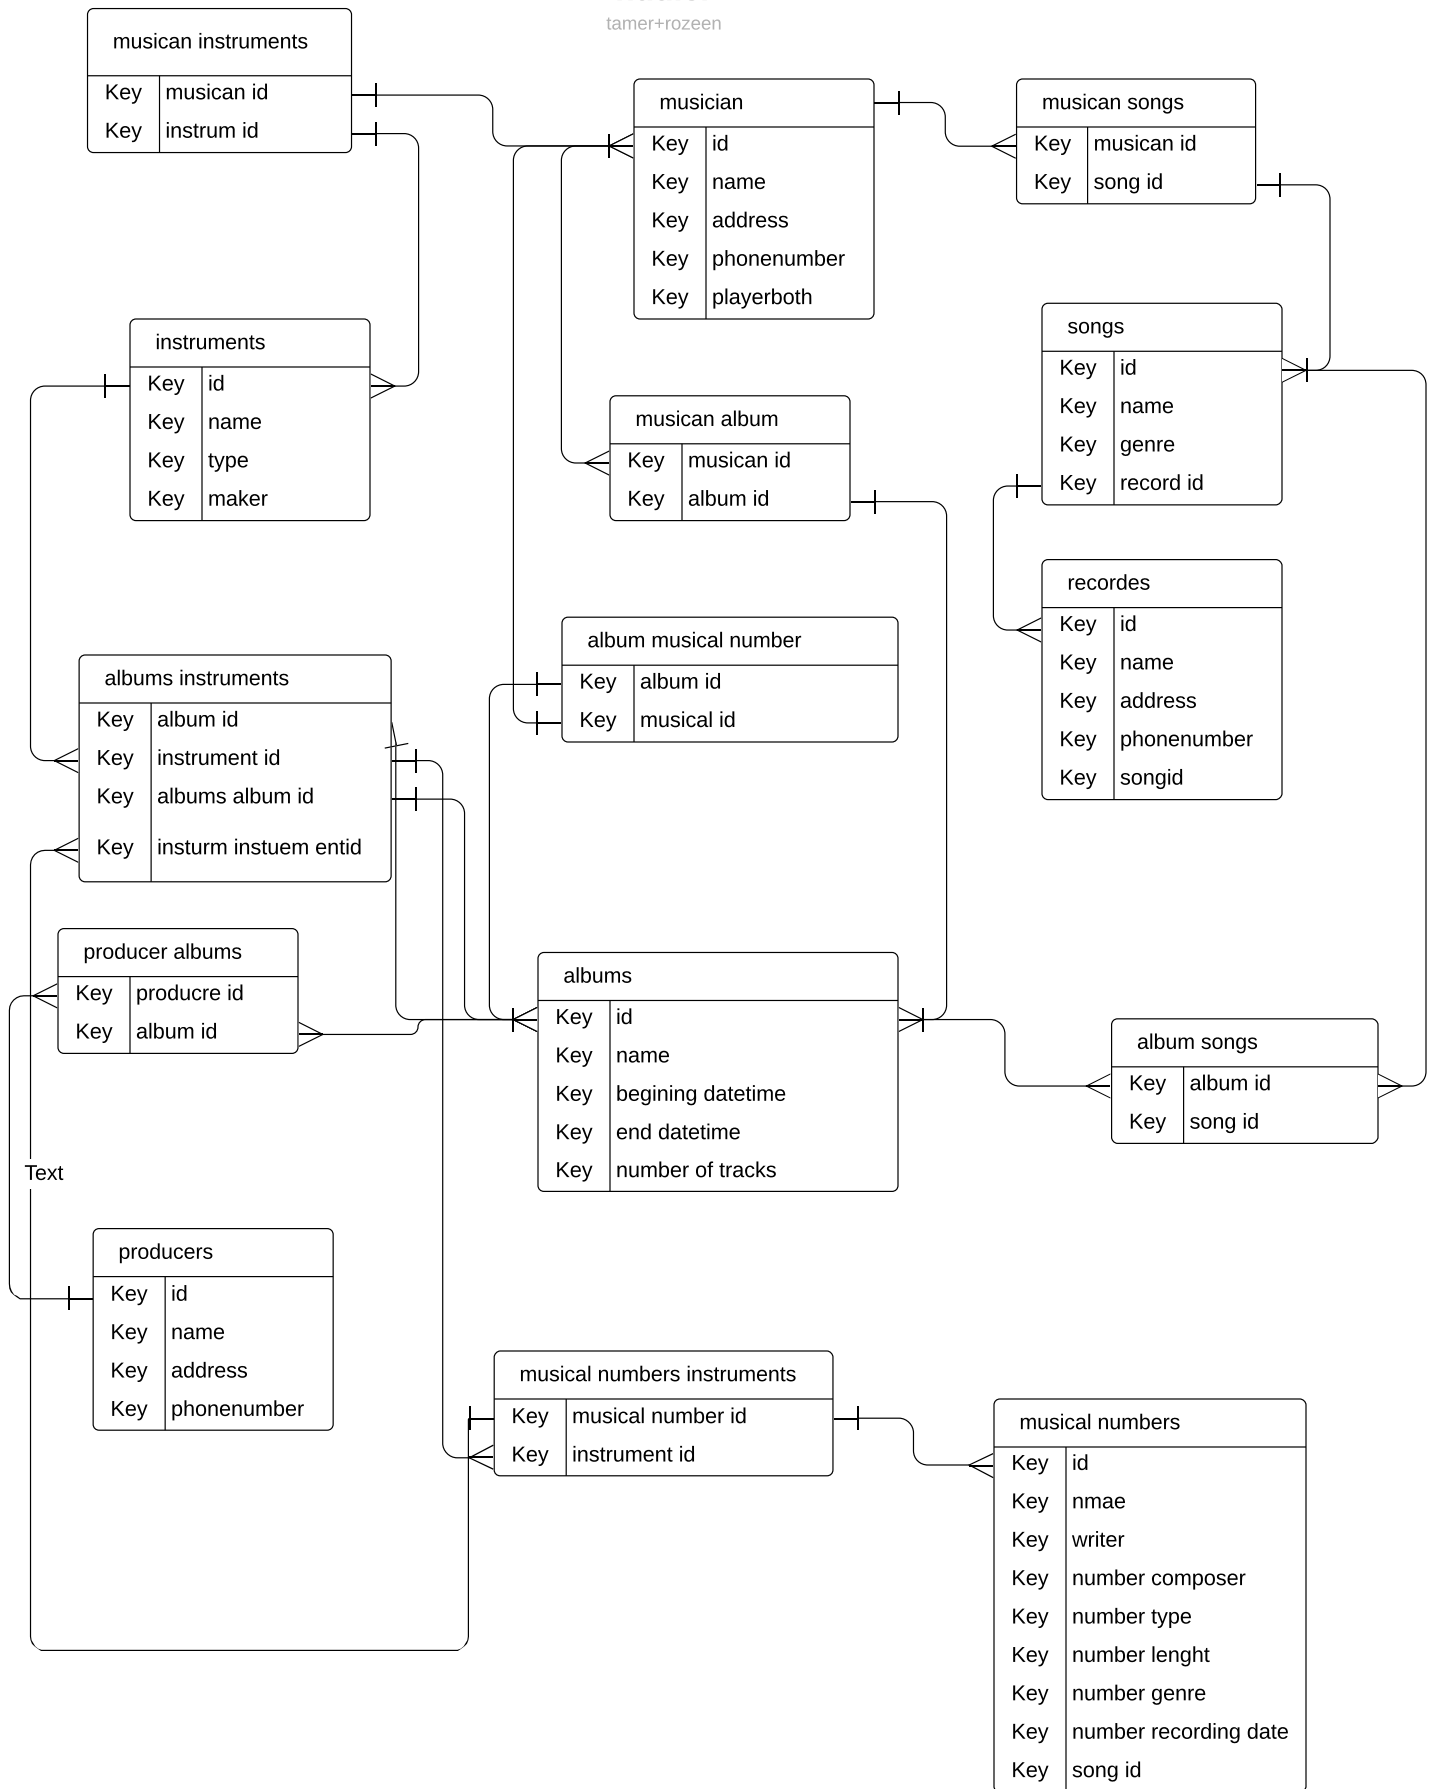 tamer+rozeen
musican instruments
Key musican id
Key instrum id
musician
Key id
Key name
Key address
Key phonenumber
Key playerboth
musican songs
Key musican id
Key song id
instruments
Key id
Key name
Key type
Key maker
musican album
Key musican id
Key album id
songs
Key id
Key name
Key genre
Key record id
recordes
Key id
Key name
Key address
Key phonenumber
Key songid
album musical number
Key album id
Key musical id
albums instruments
Key album id
Key instrument id
Key albums album id
Key insturm instuem entid
producer albums
Key producre id
Key album id
albums
Key id
Key name
Key begining datetime
Key end datetime
Key number of tracks
album songs
Key album id
Key song id
Text
producers
Key id
Key name
Key address
Key phonenumber
musical numbers instruments
Key musical number id
Key instrument id
musical numbers
Key id
Key nmae
Key writer
Key number composer
Key number type
Key number lenght
Key number genre
Key number recording date
Key song id